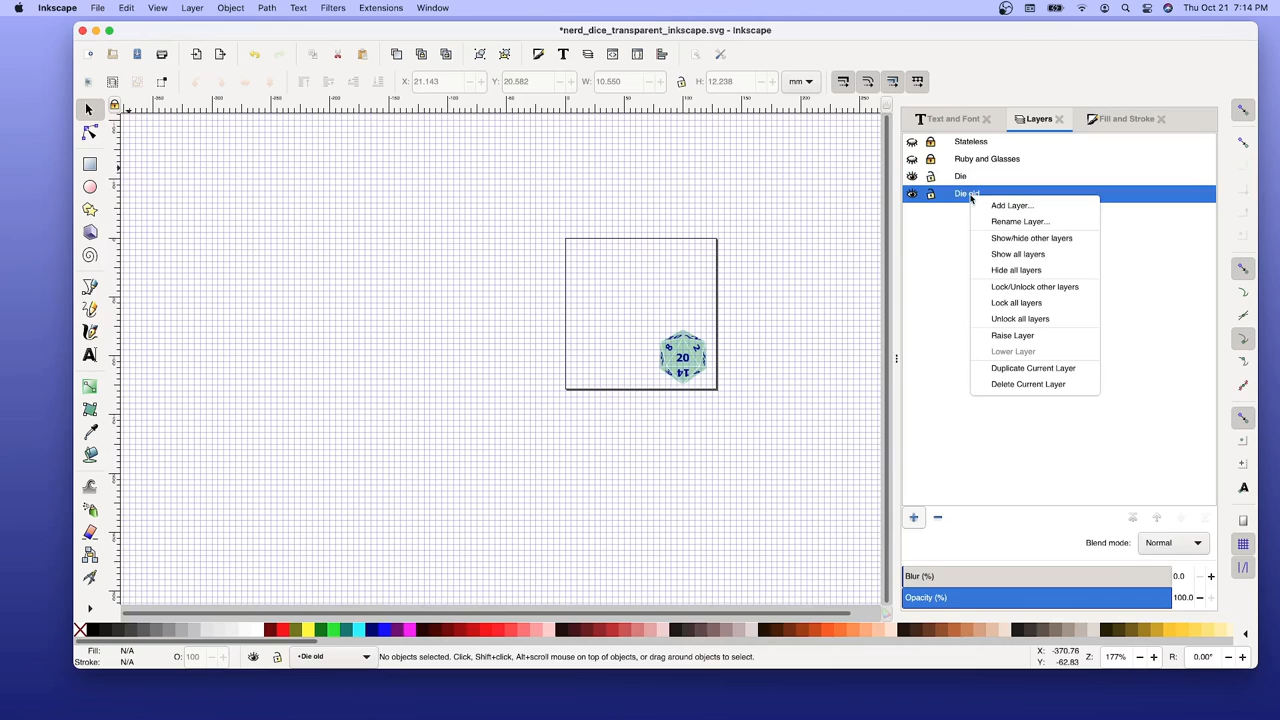 Inkscape File Edit View Layer Object Path Text Filters Extensions Window Thu Oct 21 7:14 PM
*nerd_dice_transparent_inkscape.svg - Inkscape
X: 21.143 Y: 20.582 W: 10.550 H: 12.238 mm
Text and Font Layers Fill and Stroke
Stateless
Ruby and Glasses
Die
Die old
Add Layer...
Rename Layer...
Show/hide other layers
Show all layers
Hide all layers
Lock/Unlock other layers
Lock all layers
Unlock all layers
Raise Layer
Lower Layer
Duplicate Current Layer
Delete Current Layer
8 2
20
14
Blend mode: Normal
Blur (%) 0.0
Opacity (%) 100.0
Fill: N/A
Stroke: N/A
O: 100
•Die old
No objects selected. Click, Shift+click, Alt+scroll mouse on top of objects, or drag around objects to select.
X: -370.76
Y: -62.83
Z: 177%
R: 0.00°